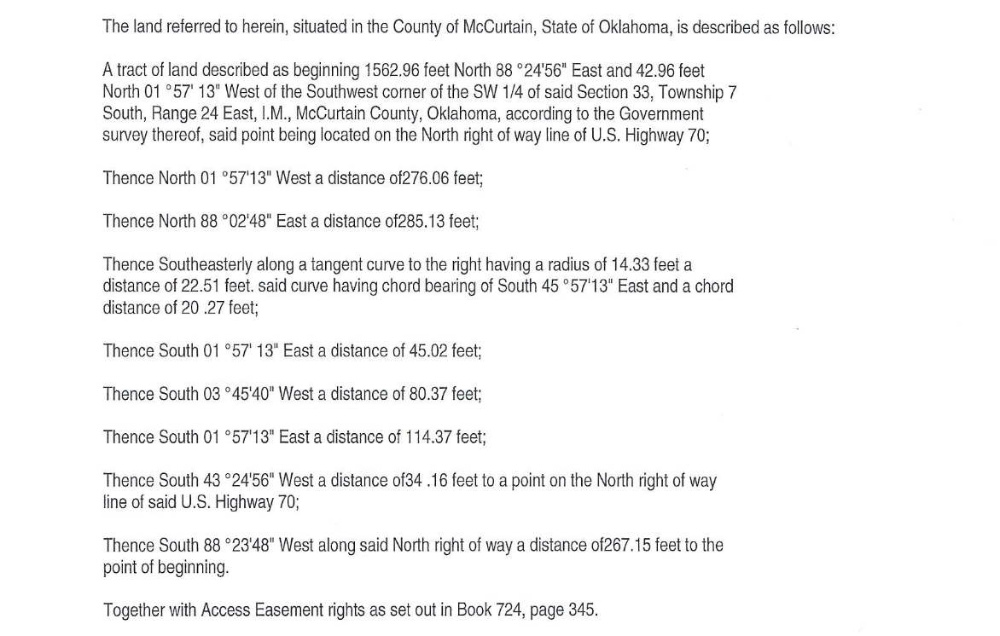 The land referred to herein, situated in the County of McCurtain, State of Oklahoma, is described as follows:
A tract of land described as beginning 1562.96 feet North 88 °24'56" East and 42.96 feet
North 01 °57' 13" West of the Southwest corner of the SW 1/4 of said Section 33, Township 7
South, Range 24 East, I.M., McCurtain County, Oklahoma, according to the Government
survey thereof, said point being located on the North right of way line of U.S. Highway 70;
Thence North 01 °57'13" West a distance of276.06 feet;
Thence North 88 °02'48" East a distance of285.13 feet;
Thence Southeasterly along a tangent curve to the right having a radius of 14.33 feet a
distance of 22.51 feet. said curve having chord bearing of South 45 °57'13" East and a chord
distance of 20 .27 feet;
Thence South 01 °57' 13" East a distance of 45.02 feet;
Thence South 03 °45'40" West a distance of 80.37 feet;
Thence South 01 °57'13" East a distance of 114.37 feet;
Thence South 43 °24'56" West a distance of34 .16 feet to a point on the North right of way
line of said U.S. Highway 70;
Thence South 88 °23'48" West along said North right of way a distance of267.15 feet to the
point of beginning.
Together with Access Easement rights as set out in Book 724, page 345.